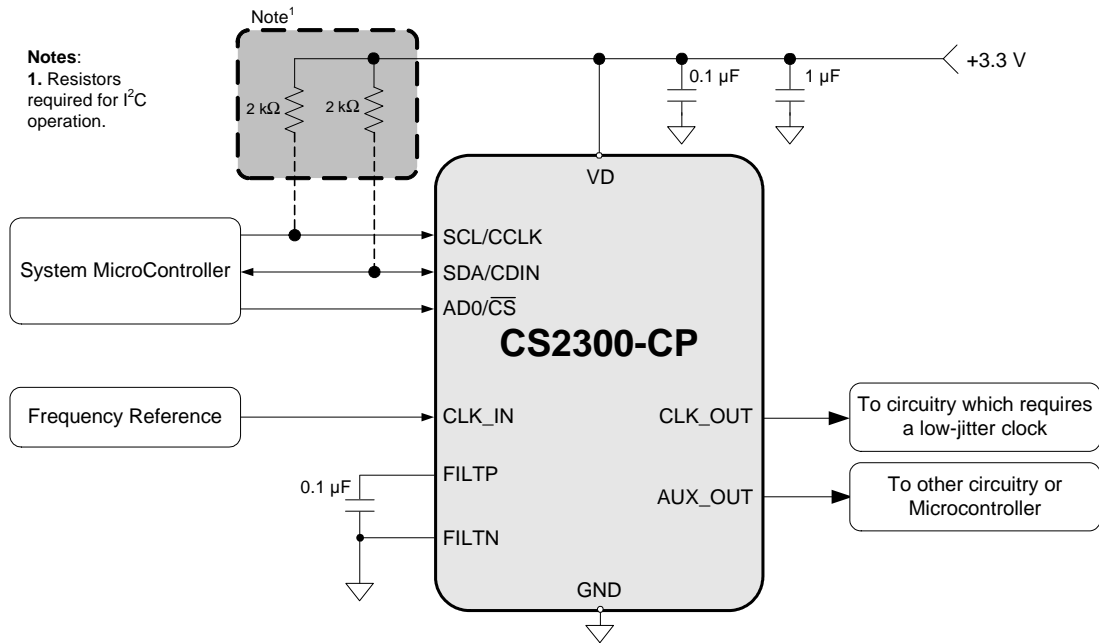 Note¹
Notes:
1. Resistors
required for I²C
operation.
2 kΩ
2 kΩ
0.1 µF
1 µF
+3.3 V
VD
System MicroController
SCL/CCLK
SDA/CDIN
AD0/C̅S̅
CS2300-CP
Frequency Reference
CLK_IN
CLK_OUT
To circuitry which requires
a low-jitter clock
0.1 µF
FILTP
FILTN
AUX_OUT
To other circuitry or
Microcontroller
GND